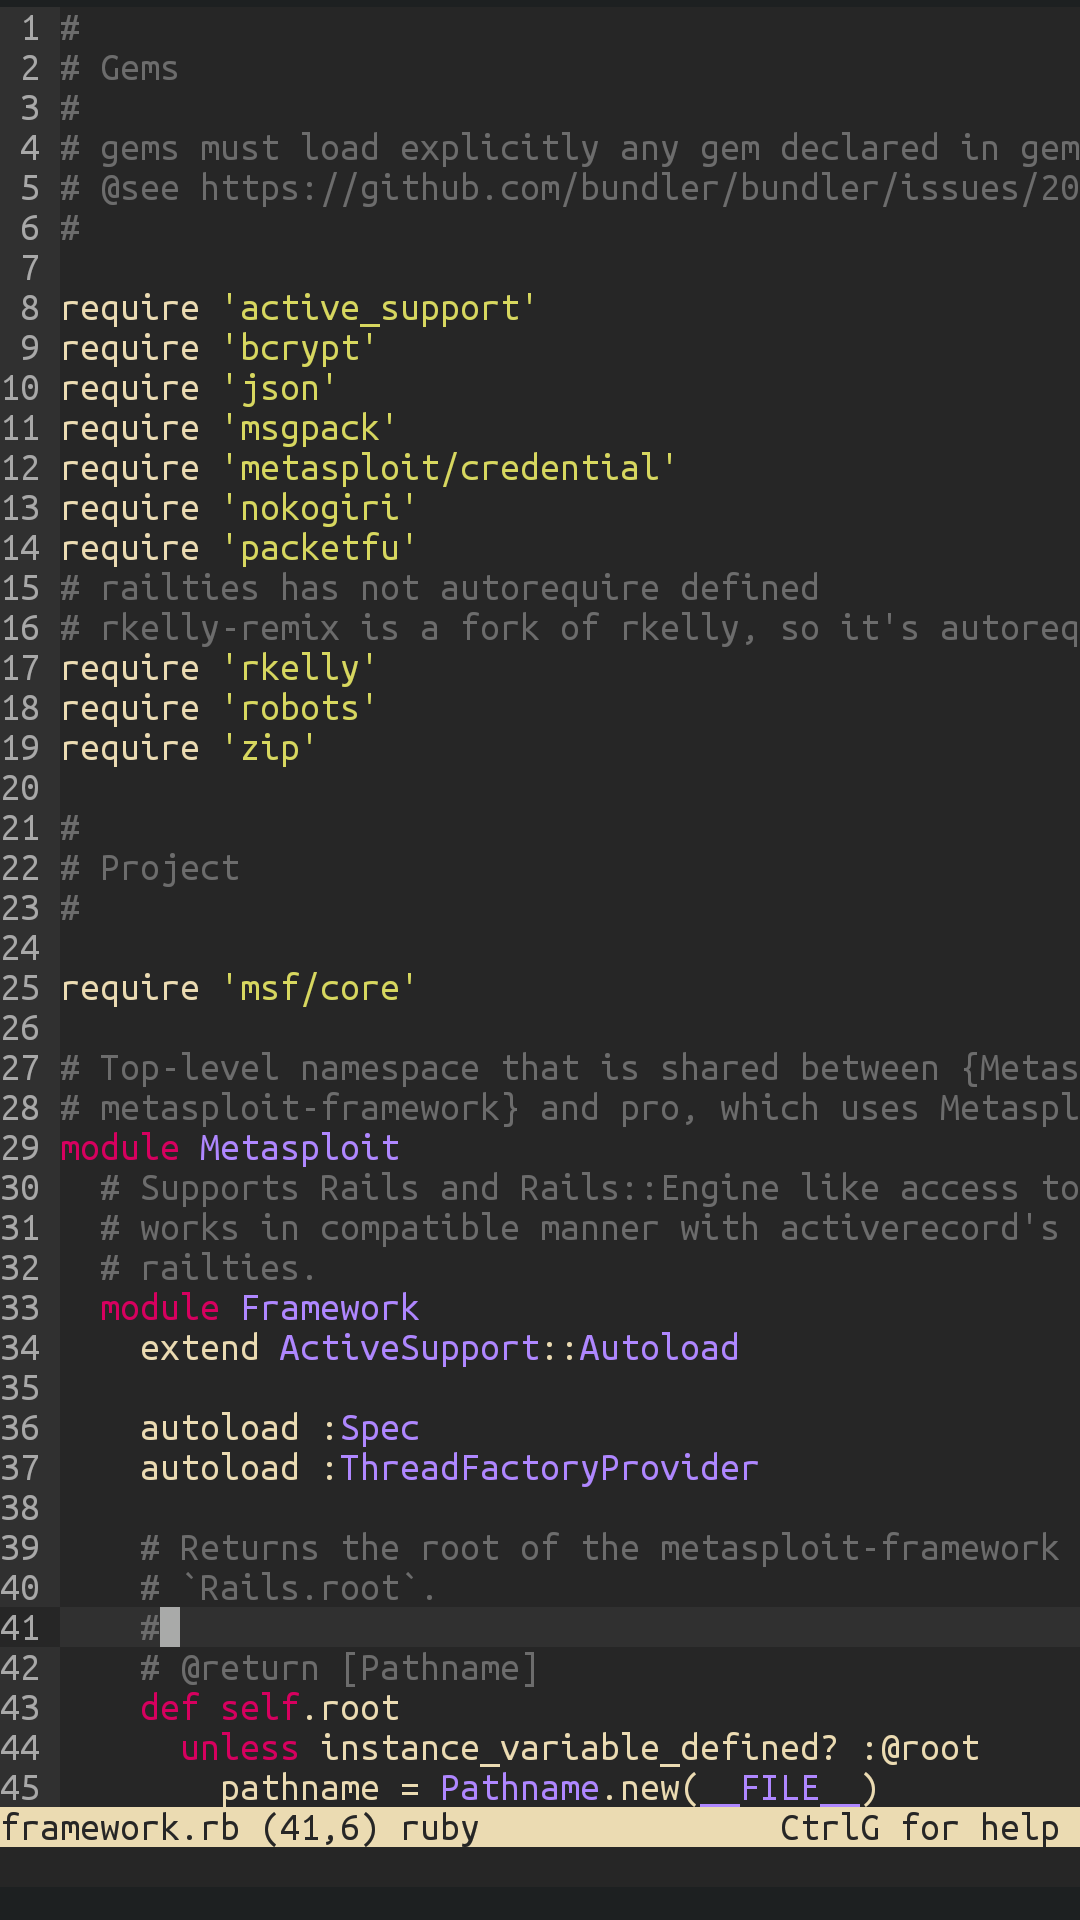 1 #
2 # Gems
3 #
4 # gems must load explicitly any gem declared in gem
5 # @see https://github.com/bundler/bundler/issues/20
6 #
7
8 require 'active_support'
9 require 'bcrypt'
10 require 'json'
11 require 'msgpack'
12 require 'metasploit/credential'
13 require 'nokogiri'
14 require 'packetfu'
15 # railties has not autorequire defined
16 # rkelly-remix is a fork of rkelly, so it's autoreq
17 require 'rkelly'
18 require 'robots'
19 require 'zip'
20
21 #
22 # Project
23 #
24
25 require 'msf/core'
26
27 # Top-level namespace that is shared between {Metas
28 # metasploit-framework} and pro, which uses Metaspl
29 module Metasploit
30   # Supports Rails and Rails::Engine like access to
31   # works in compatible manner with activerecord's
32   # railties.
33   module Framework
34     extend ActiveSupport::Autoload
35
36     autoload :Spec
37     autoload :ThreadFactoryProvider
38
39     # Returns the root of the metasploit-framework
40     # `Rails.root`.
41     #
42     # @return [Pathname]
43     def self.root
44       unless instance_variable_defined? :@root
45         pathname = Pathname.new(__FILE__)
framework.rb (41,6) ruby CtrlG for help